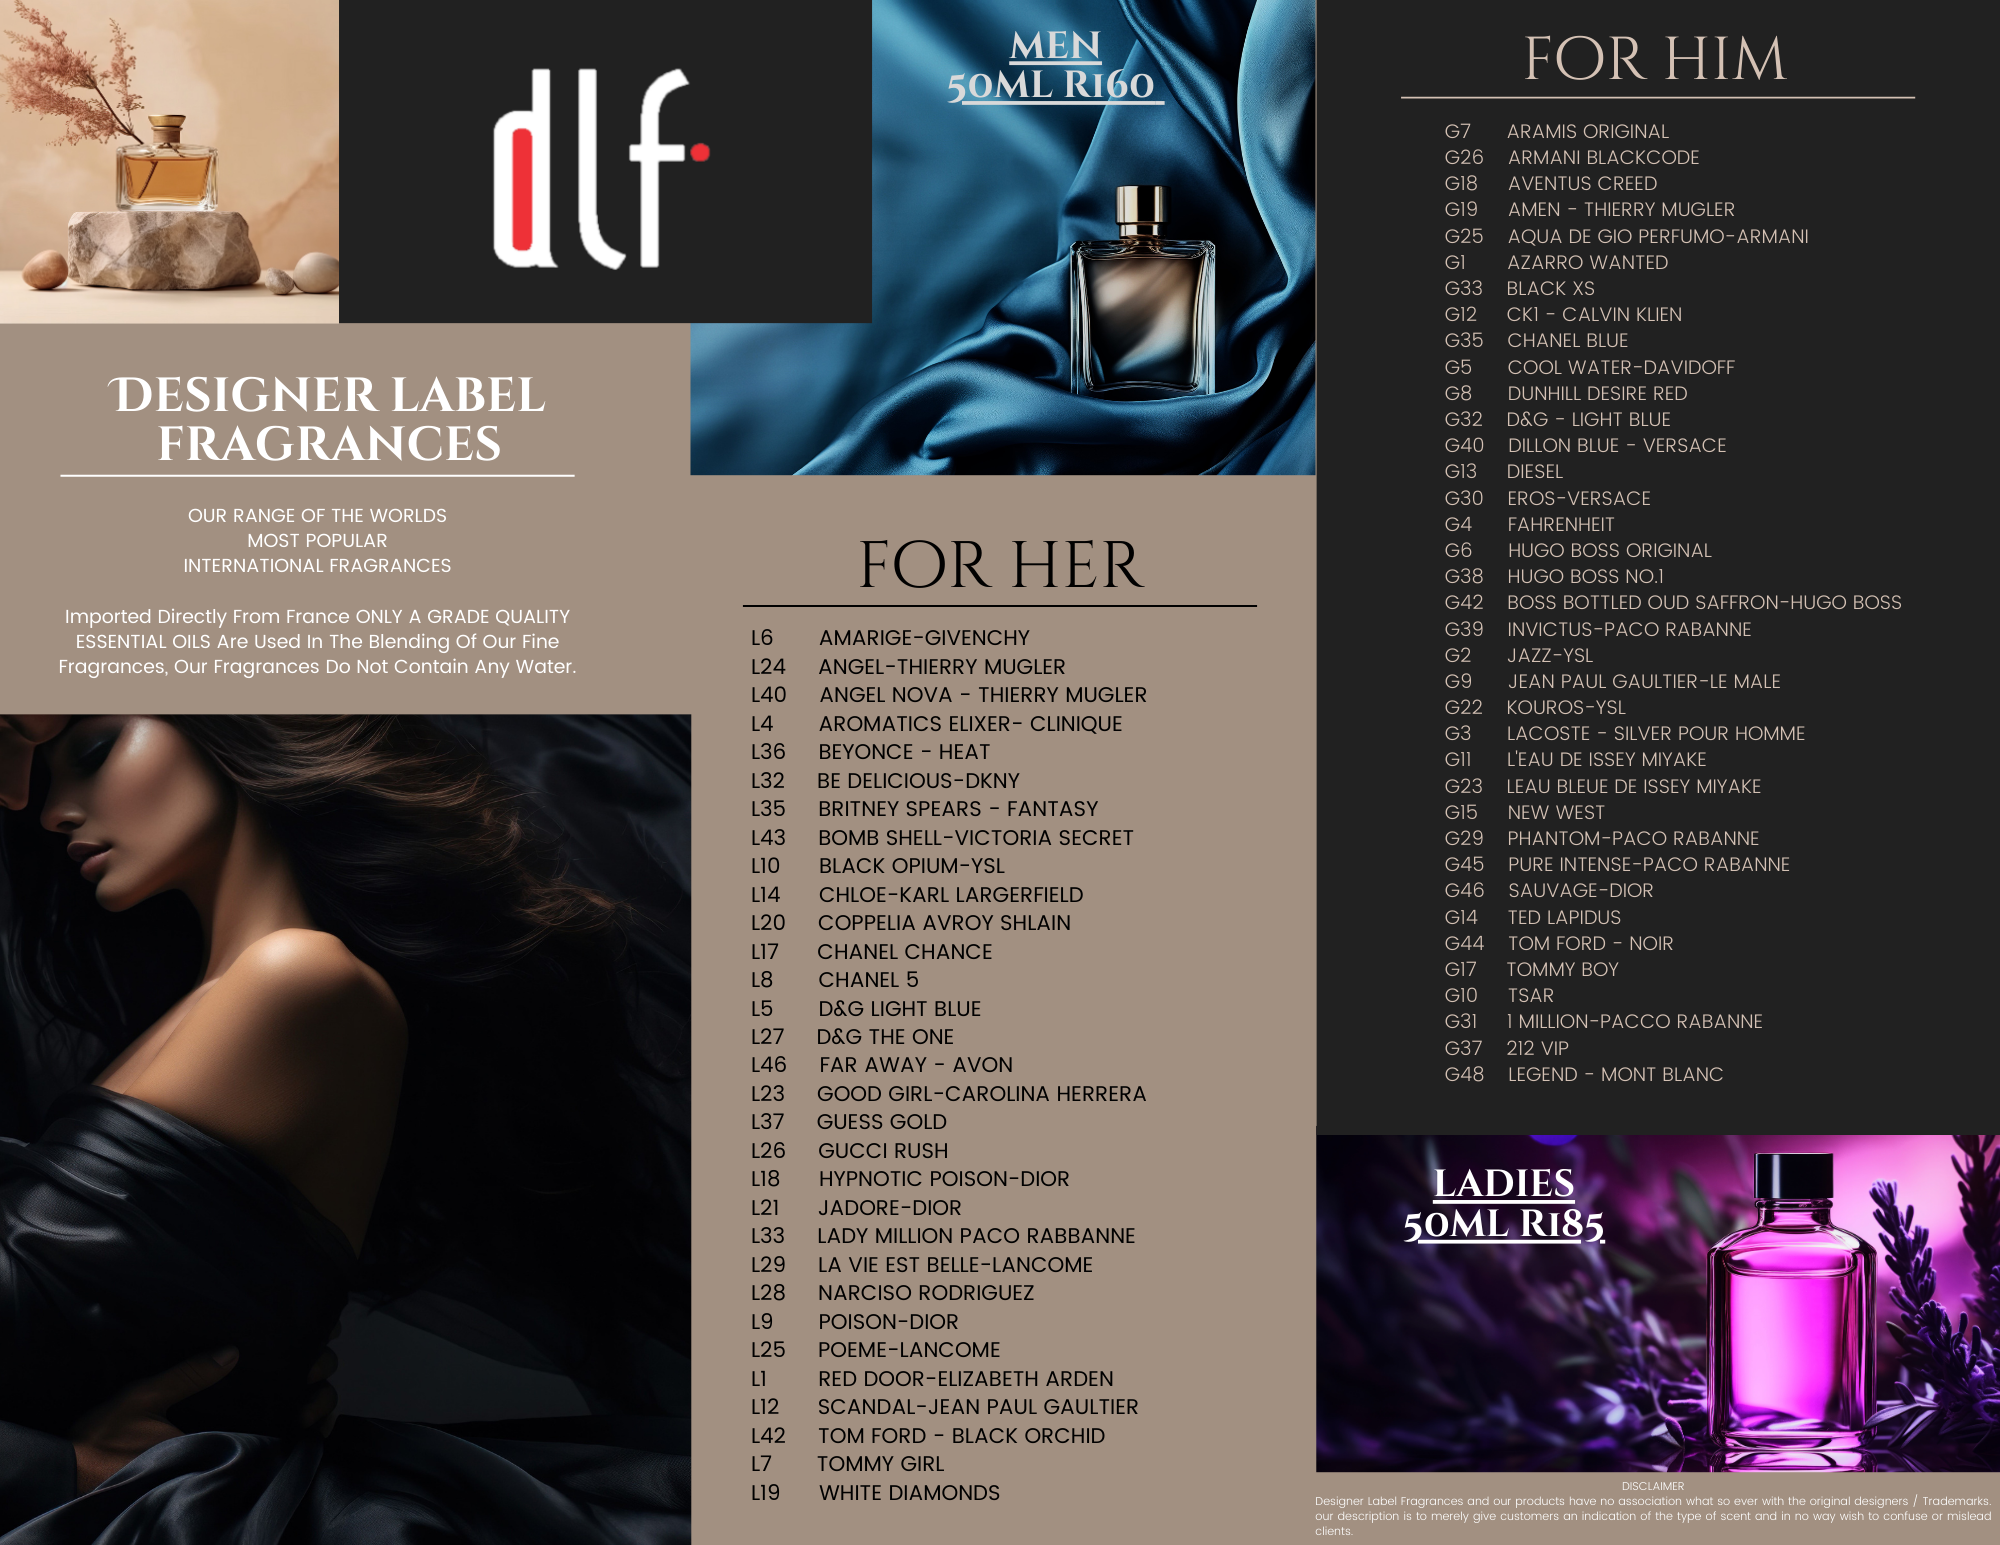 dlf
DESIGNER LABEL
FRAGRANCES
OUR RANGE OF THE WORLDS
MOST POPULAR
INTERNATIONAL FRAGRANCES
Imported Directly From France ONLY A GRADE QUALITY
ESSENTIAL OILS Are Used In The Blending Of Our Fine
Fragrances, Our Fragrances Do Not Contain Any Water.
MEN
50ML R160
FOR HER
L6 AMARIGE-GIVENCHY
L24 ANGEL-THIERRY MUGLER
L40 ANGEL NOVA - THIERRY MUGLER
L4 AROMATICS ELIXER- CLINIQUE
L36 BEYONCE - HEAT
L32 BE DELICIOUS-DKNY
L35 BRITNEY SPEARS - FANTASY
L43 BOMB SHELL-VICTORIA SECRET
L10 BLACK OPIUM-YSL
L14 CHLOE-KARL LARGERFIELD
L20 COPPELIA AVROY SHLAIN
L17 CHANEL CHANCE
L8 CHANEL 5
L5 D&G LIGHT BLUE
L27 D&G THE ONE
L46 FAR AWAY - AVON
L23 GOOD GIRL-CAROLINA HERRERA
L37 GUESS GOLD
L26 GUCCI RUSH
L18 HYPNOTIC POISON-DIOR
L21 JADORE-DIOR
L33 LADY MILLION PACO RABBANNE
L29 LA VIE EST BELLE-LANCOME
L28 NARCISO RODRIGUEZ
L9 POISON-DIOR
L25 POEME-LANCOME
L1 RED DOOR-ELIZABETH ARDEN
L12 SCANDAL-JEAN PAUL GAULTIER
L42 TOM FORD - BLACK ORCHID
L7 TOMMY GIRL
L19 WHITE DIAMONDS
FOR HIM
G7 ARAMIS ORIGINAL
G26 ARMANI BLACKCODE
G18 AVENTUS CREED
G19 AMEN - THIERRY MUGLER
G25 AQUA DE GIO PERFUMO-ARMANI
G1 AZARRO WANTED
G33 BLACK XS
G12 CK1 - CALVIN KLIEN
G35 CHANEL BLUE
G5 COOL WATER-DAVIDOFF
G8 DUNHILL DESIRE RED
G32 D&G - LIGHT BLUE
G40 DILLON BLUE - VERSACE
G13 DIESEL
G30 EROS-VERSACE
G4 FAHRENHEIT
G6 HUGO BOSS ORIGINAL
G38 HUGO BOSS NO.1
G42 BOSS BOTTLED OUD SAFFRON-HUGO BOSS
G39 INVICTUS-PACO RABANNE
G2 JAZZ-YSL
G9 JEAN PAUL GAULTIER-LE MALE
G22 KOUROS-YSL
G3 LACOSTE - SILVER POUR HOMME
G11 L'EAU DE ISSEY MIYAKE
G23 LEAU BLEUE DE ISSEY MIYAKE
G15 NEW WEST
G29 PHANTOM-PACO RABANNE
G45 PURE INTENSE-PACO RABANNE
G46 SAUVAGE-DIOR
G14 TED LAPIDUS
G44 TOM FORD - NOIR
G17 TOMMY BOY
G10 TSAR
G31 1 MILLION-PACCO RABANNE
G37 212 VIP
G48 LEGEND - MONT BLANC
LADIES
50ML R185
DISCLAIMER
Designer Label Fragrances and our products have no association what so ever with the original designers / Trademarks.
our description is to merely give customers an indication of the type of scent and in no way wish to confuse or mislead
clients.